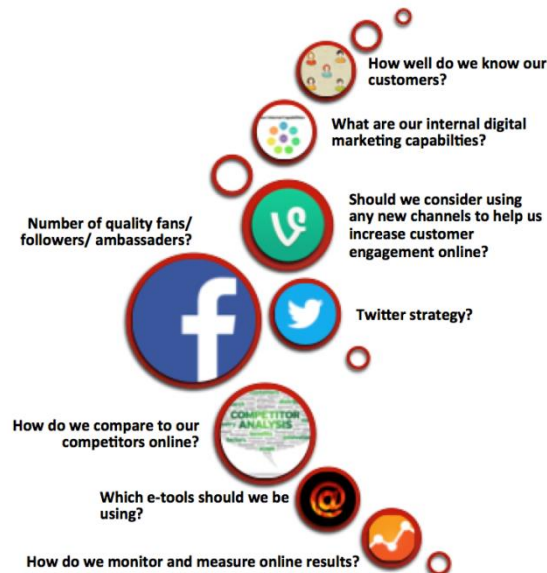 How well do we know our
customers?
What are our internal digital
marketing capabilties?
Should we consider using
any new channels to help us
increase customer
engagement online?
Number of quality fans/
followers/ ambassaders?
Twitter strategy?
COMPETITOR
ANALYSIS
How do we compare to our
competitors online?
Which e-tools should we be
using?
@
How do we monitor and measure online results?